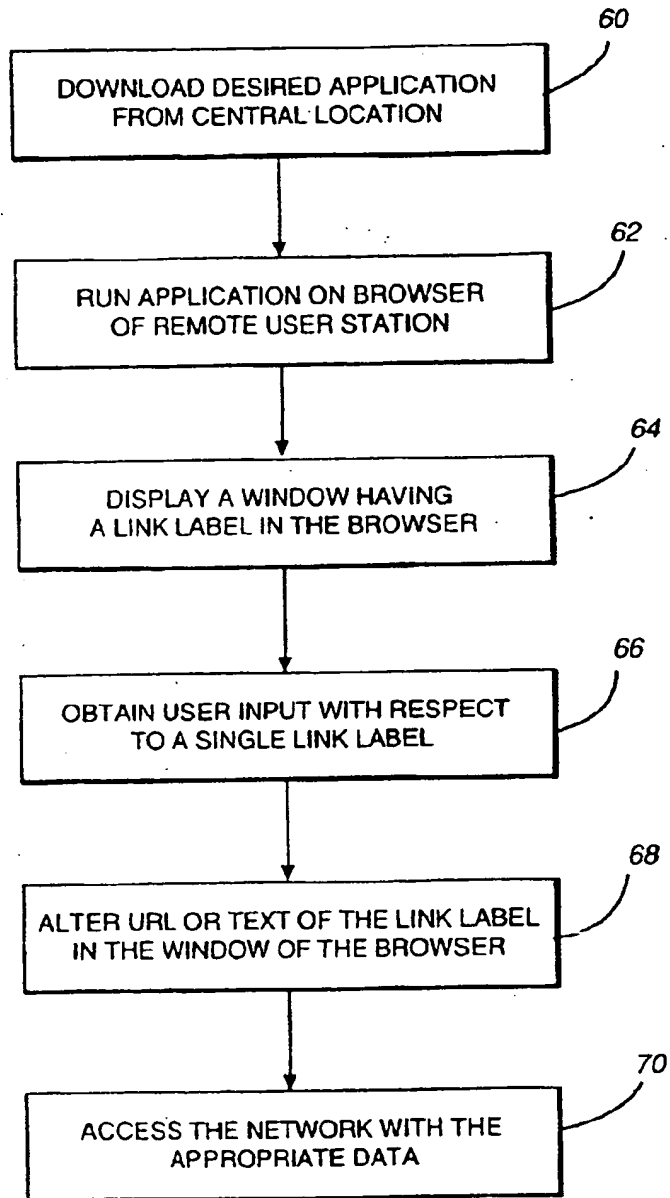 60
DOWNLOAD DESIRED APPLICATION
FROM CENTRAL LOCATION
62
RUN APPLICATION ON BROWSER
OF REMOTE USER STATION
64
DISPLAY A WINDOW HAVING
A LINK LABEL IN THE BROWSER
66
OBTAIN USER INPUT WITH RESPECT
TO A SINGLE LINK LABEL
68
ALTER URL OR TEXT OF THE LINK LABEL
IN THE WINDOW OF THE BROWSER
70
ACCESS THE NETWORK WITH THE
APPROPRIATE DATA